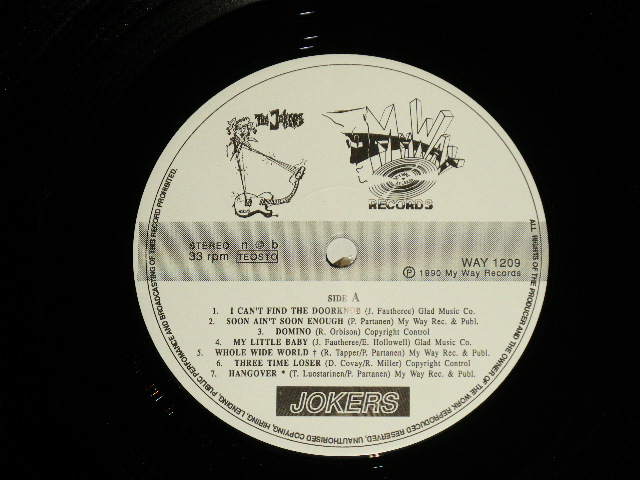 The Jokers
MY WAY
RECORDS
STEREO n©b
33 rpm TEOSTO
WAY 1209
Ⓟ 1990 My Way Records
SIDE A
1. I CAN'T FIND THE DOORKNOB (J. Fautheree) Glad Music Co.
2. SOON AIN'T SOON ENOUGH (P. Partanen) My Way Rec. & Publ.
3. DOMINO (R. Orbison) Copyright Control
4. MY LITTLE BABY (J. Fautheree/E. Hollowell) Glad Music Co.
5. WHOLE WIDE WORLD † (R. Tapper/P. Partanen) My Way Rec. & Publ.
6. THREE TIME LOSER (D. Covay/R. Miller) Copyright Control
7. HANGOVER * (T. Luostarinen/P. Partanen) My Way Rec. & Publ.
JOKERS
ALL RIGHTS OF THE PRODUCER AND THE OWNER OF THE WORK REPRODUCED RESERVED, UNAUTHORISED COPYING, HIRING, LENDING, PUBLIC PERFOMANCE AND BROADCASTING OF THIS RECORD PROHIBITED.